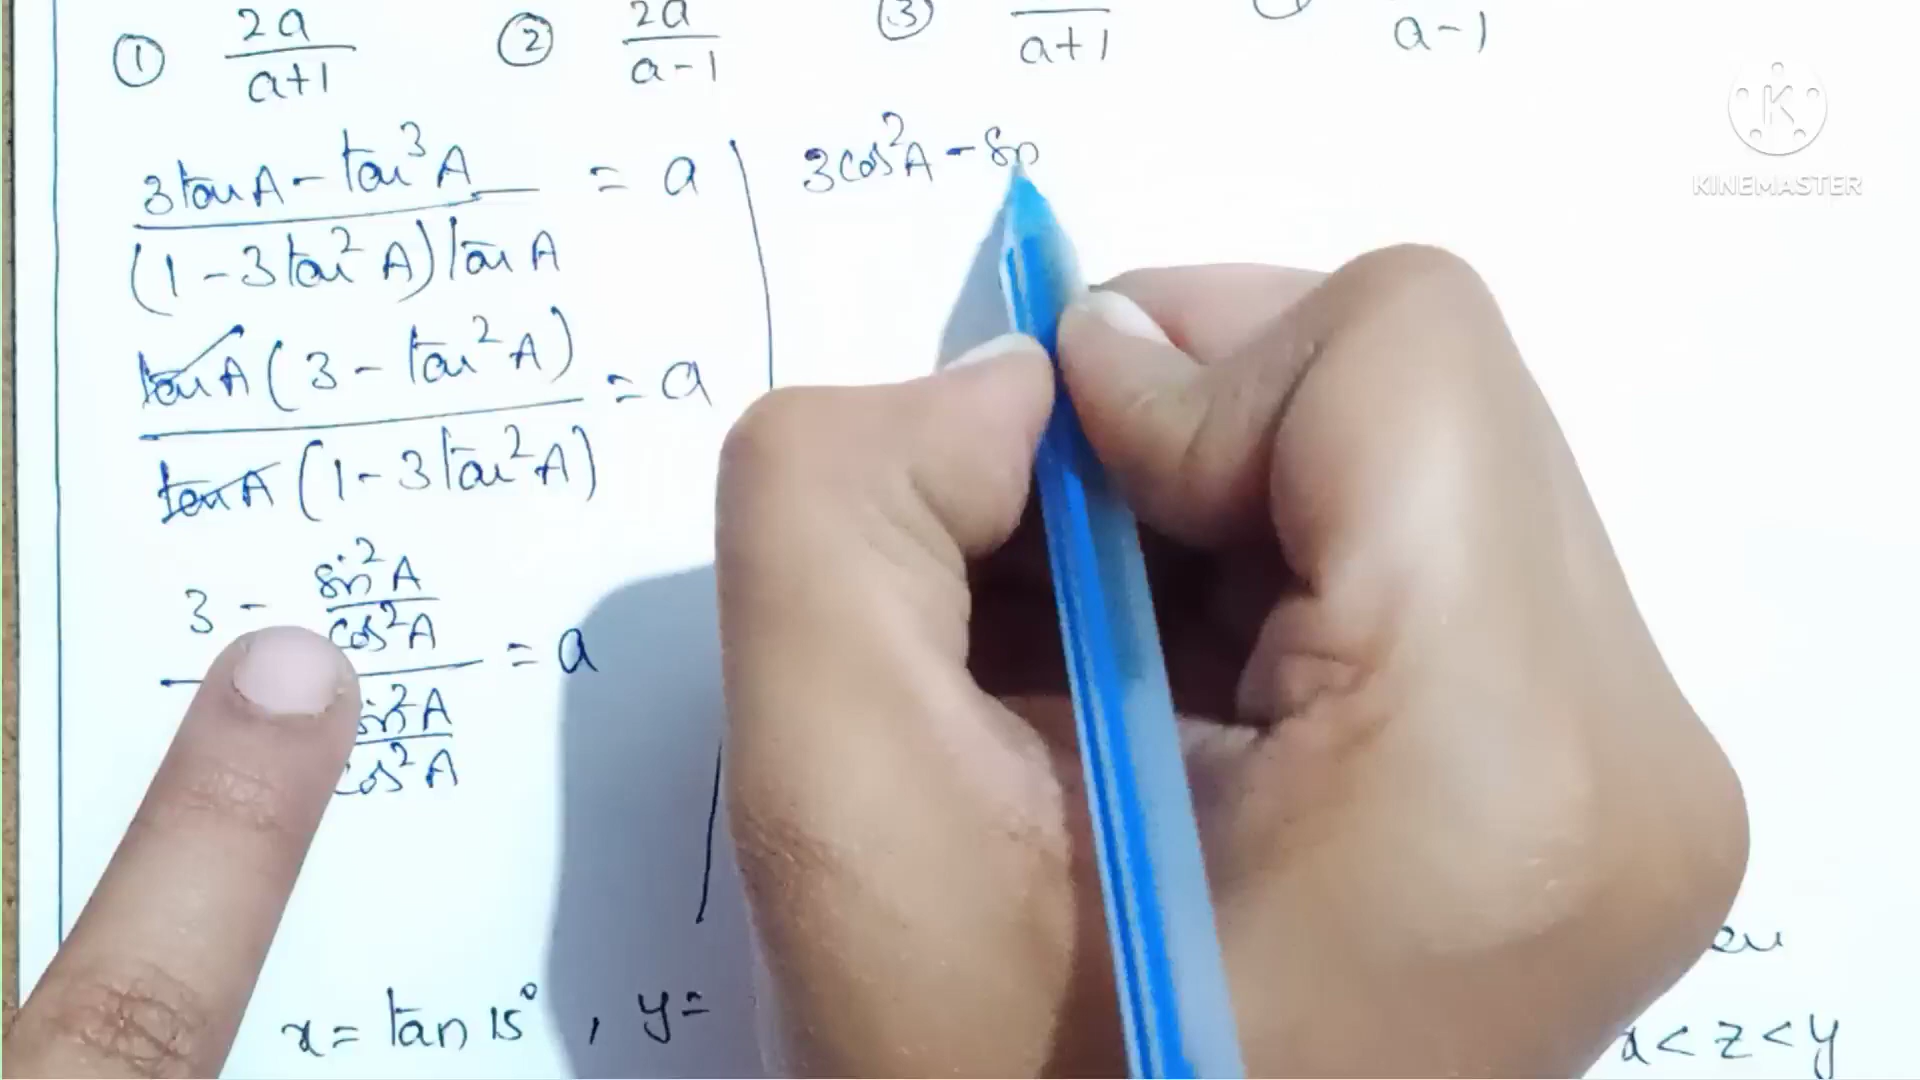 ① 2a/a+1 ② 2a/a-1 ③ /a+1 /a-1
3tanA - tan³A / (1-3tan²A)tanA = a
tanA(3 - tan²A) / tanA(1-3tan²A) = a
3 - sin²A/cos²A / sin²A/cos²A = a
3cos²A - s
x = tan 15°, y =
x < z < y
K
KINEMASTER